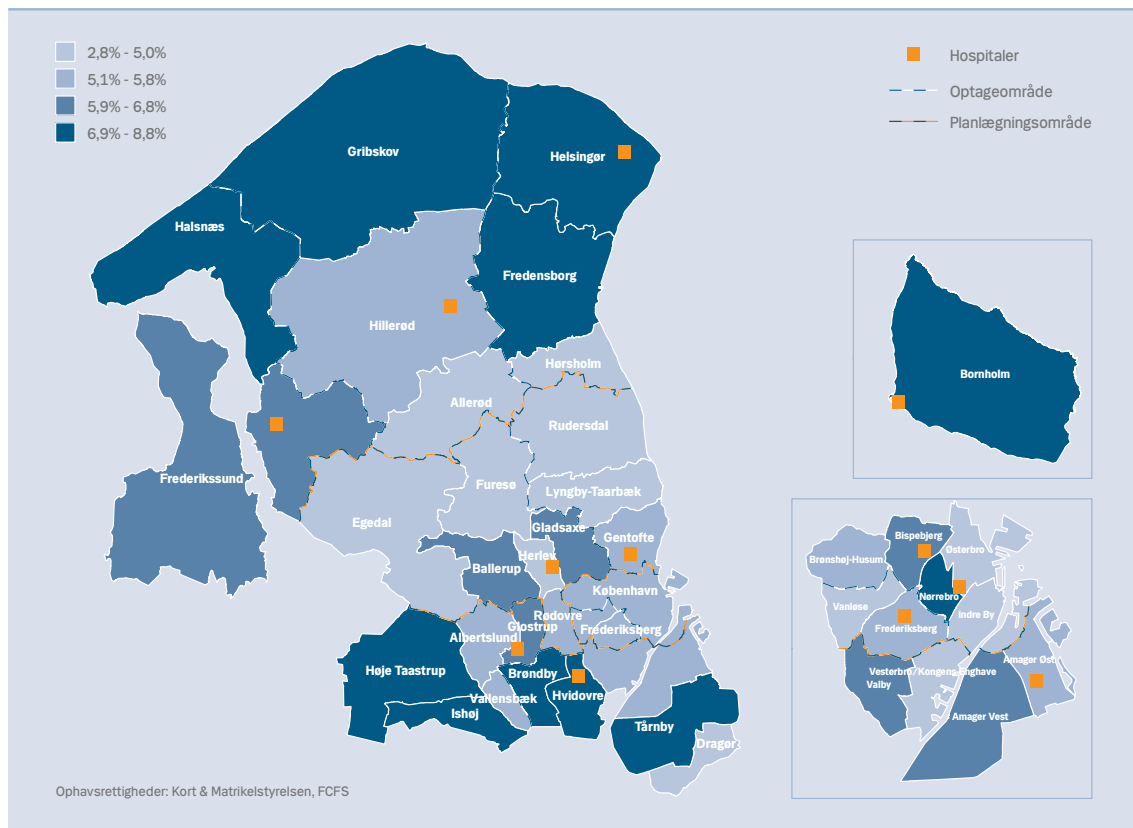 2,8% - 5,0%
5,1% - 5,8%
5,9% - 6,8%
6,9% - 8,8%
Hospitaler
Optageområde
Planlægningsområde
Gribskov
Helsingør
Halsnæs
Fredensborg
Hillerød
Hørsholm
Allerød
Rudersdal
Frederikssund
Furesø
Lyngby-Taarbæk
Egedal
Gladsaxe
Gentofte
Herlev
Ballerup
København
Rødovre
Glostrup
Frederiksberg
Albertslund
Høje Taastrup
Brøndby
Hvidovre
Vallensbæk
Ishøj
Tårnby
Dragør
Bornholm
Bispebjerg
Østerbro
Brønshøj-Husum
Nørrebro
Vanløse
Indre By
Frederiksberg
Amager Øst
Vesterbro/Kongens Enghave
Valby
Amager Vest
Ophavsrettigheder: Kort & Matrikelstyrelsen, FCFS